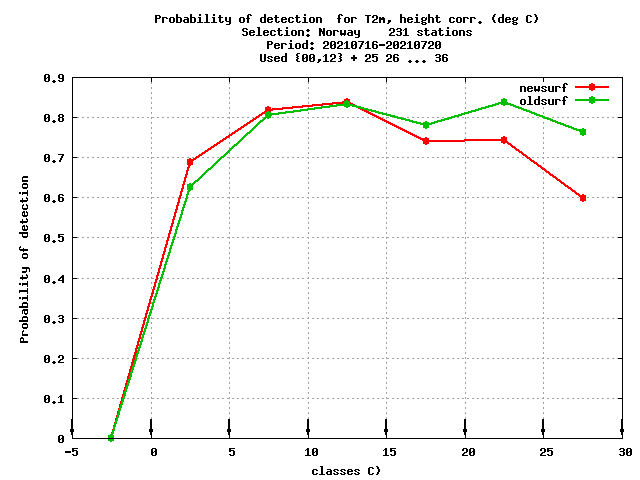 Probability of detection  for T2m, height corr. (deg C)
Selection: Norway    231 stations
Period: 20210716-20210720
Used {00,12} + 25 26 ... 36
newsurf
oldsurf
0.9
0.8
0.7
0.6
0.5
0.4
0.3
0.2
0.1
0
Probability of detection
-5 0 5 10 15 20 25 30
classes C)